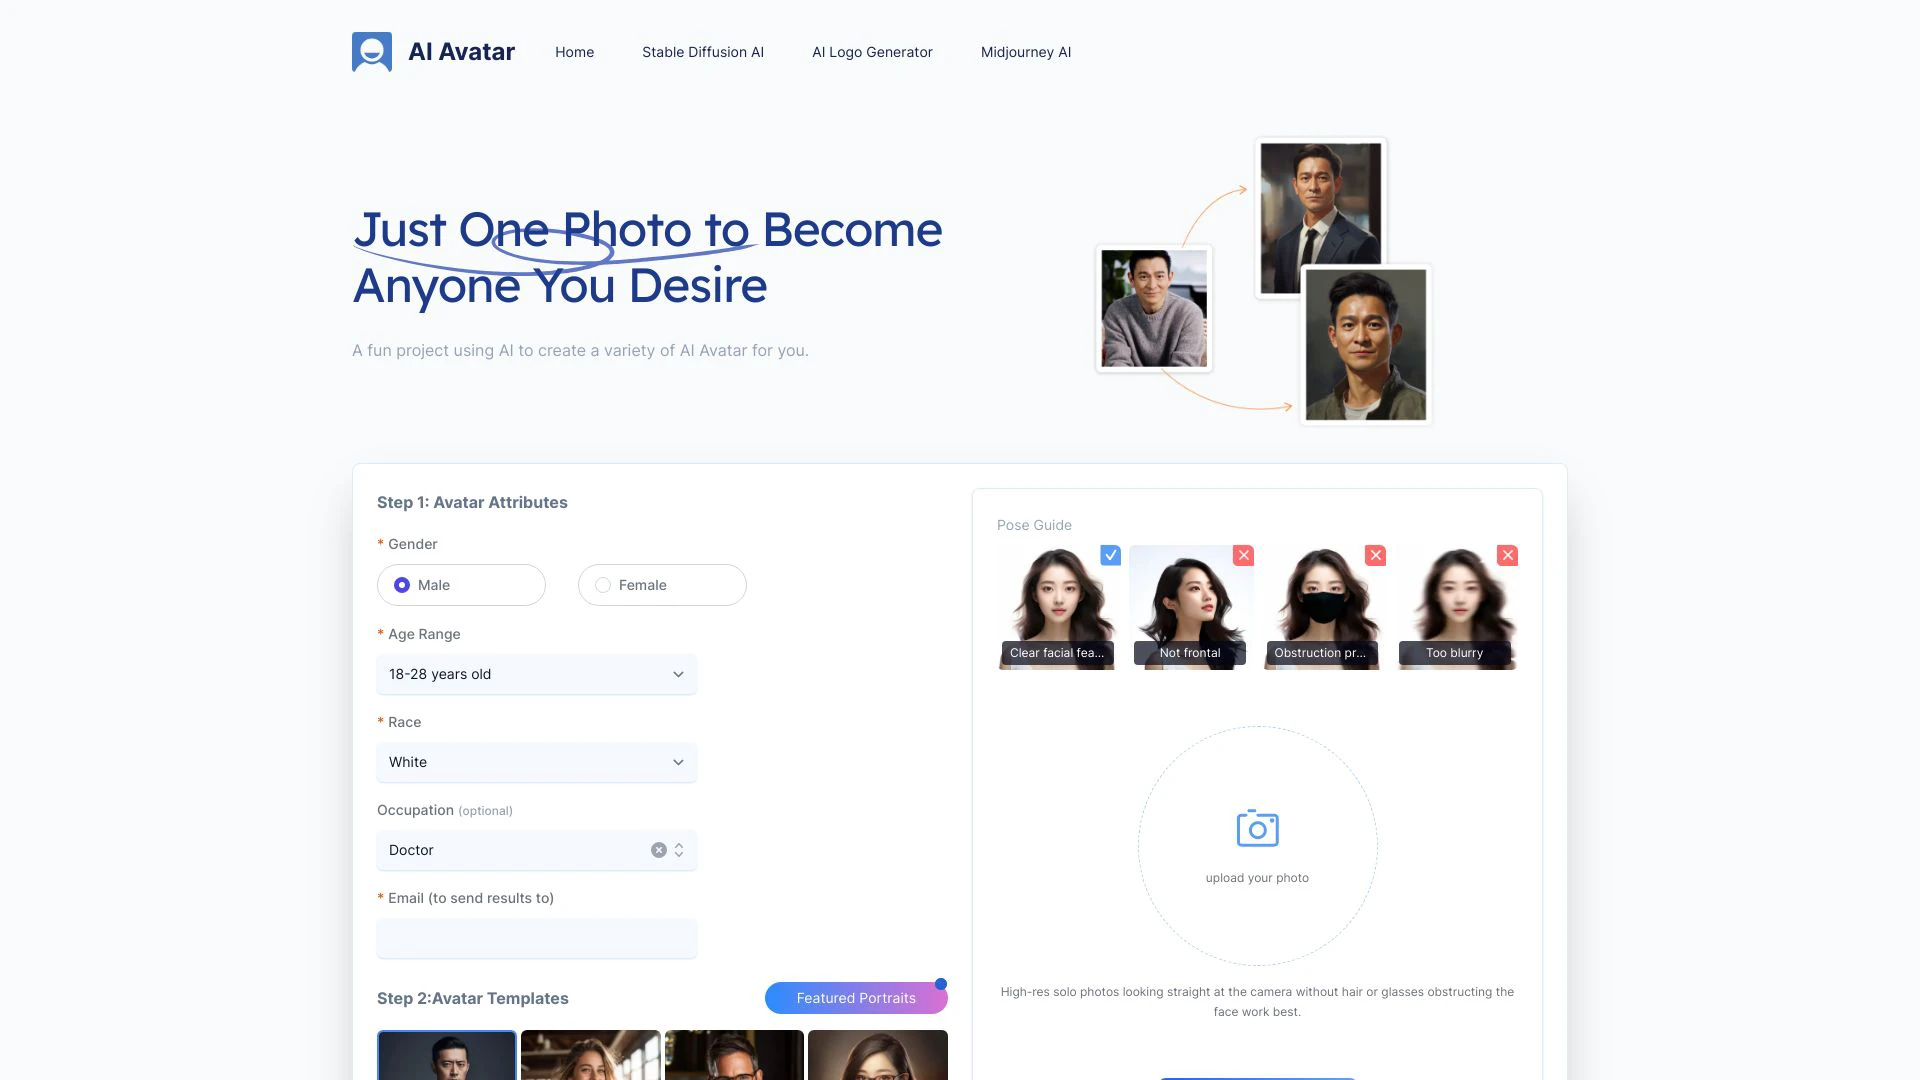 AI Avatar
Home
Stable Diffusion AI
AI Logo Generator
Midjourney AI
Just One Photo to Become
Anyone You Desire
A fun project using AI to create a variety of AI Avatar for you.
Step 1: Avatar Attributes
* Gender
Male
Female
* Age Range
18-28 years old
* Race
White
Occupation (optional)
Doctor
* Email (to send results to)
Step 2:Avatar Templates
Featured Portraits
Pose Guide
Clear facial fea...
Not frontal
Obstruction pr...
Too blurry
upload your photo
High-res solo photos looking straight at the camera without hair or glasses obstructing the
face work best.